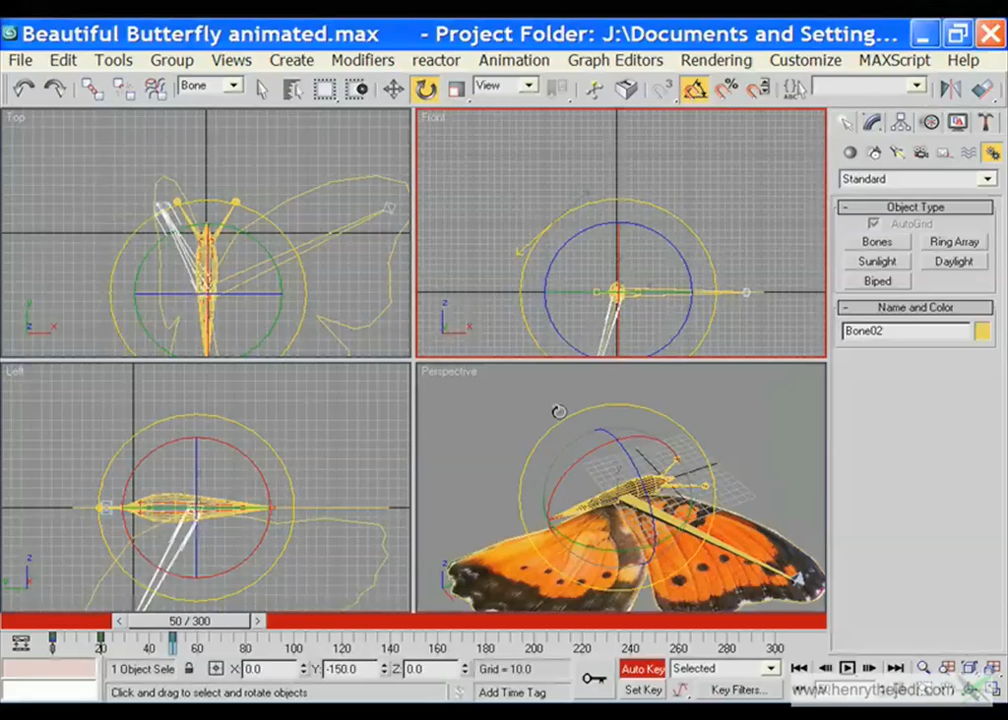 Beautiful Butterfly animated.max - Project Folder: J:\Documents and Setting...
File Edit Tools Group Views Create Modifiers reactor Animation Graph Editors Rendering Customize MAXScript Help
Bone View
Top Front
Standard
Object Type
AutoGrid
Bones Ring Array
Sunlight Daylight
Biped
Name and Color
Bone02
Left Perspective
50 / 300
0 20 40 60 80 100 120 140 160 180 200 220 240 260 280 300
1 Object Sele X: 0.0 Y: -150.0 Z: 0.0 Grid = 10.0 Auto Key Selected
Click and drag to select and rotate objects Add Time Tag Set Key Key Filters...
www.henrythejedi.com